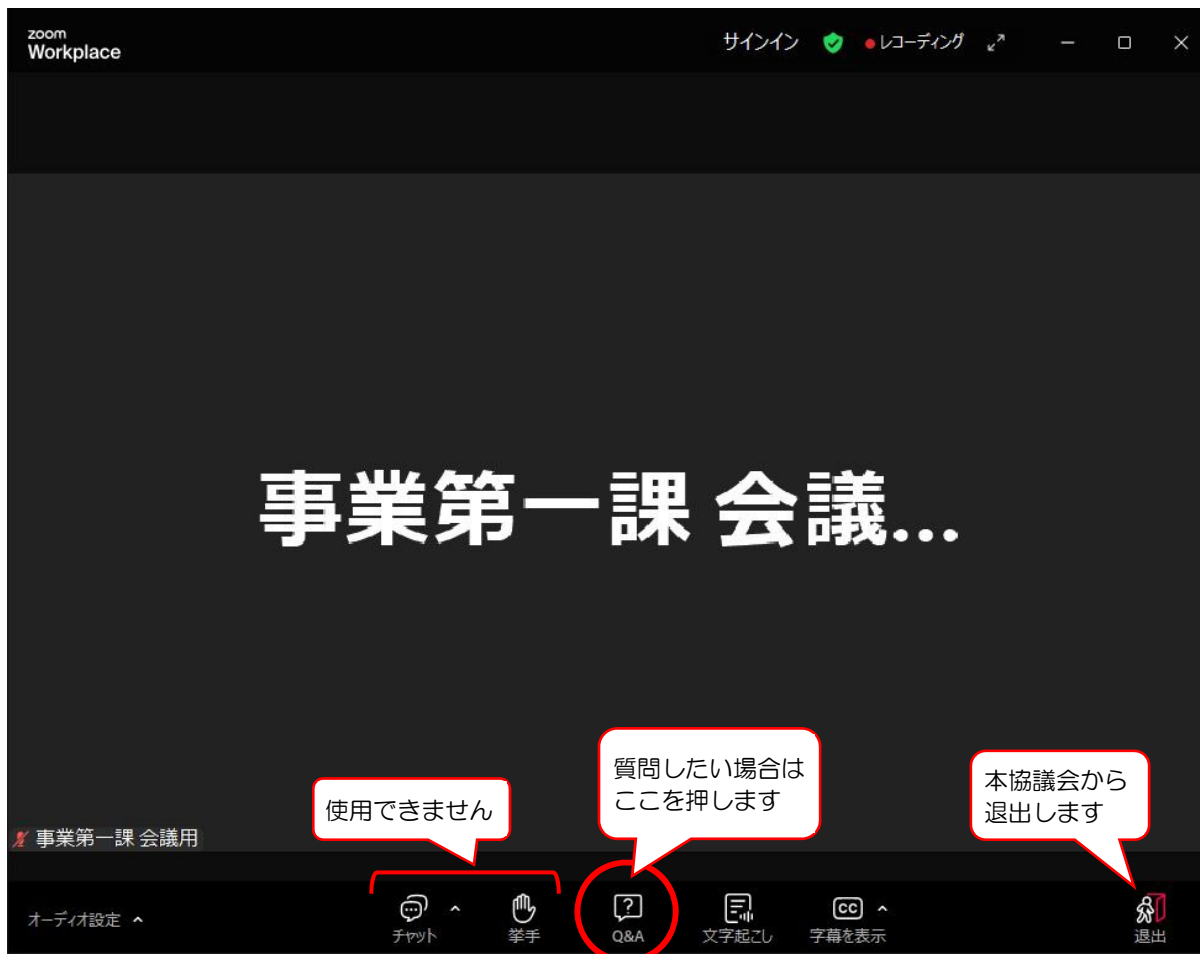 zoom
Workplace
サインイン
レコーディング
事業第一課 会議...
質問したい場合は
ここを押します
本協議会から
退出します
使用できません
事業第一課 会議用
オーディオ設定
チャット
挙手
Q&A
文字起こし
CC
字幕を表示
退出